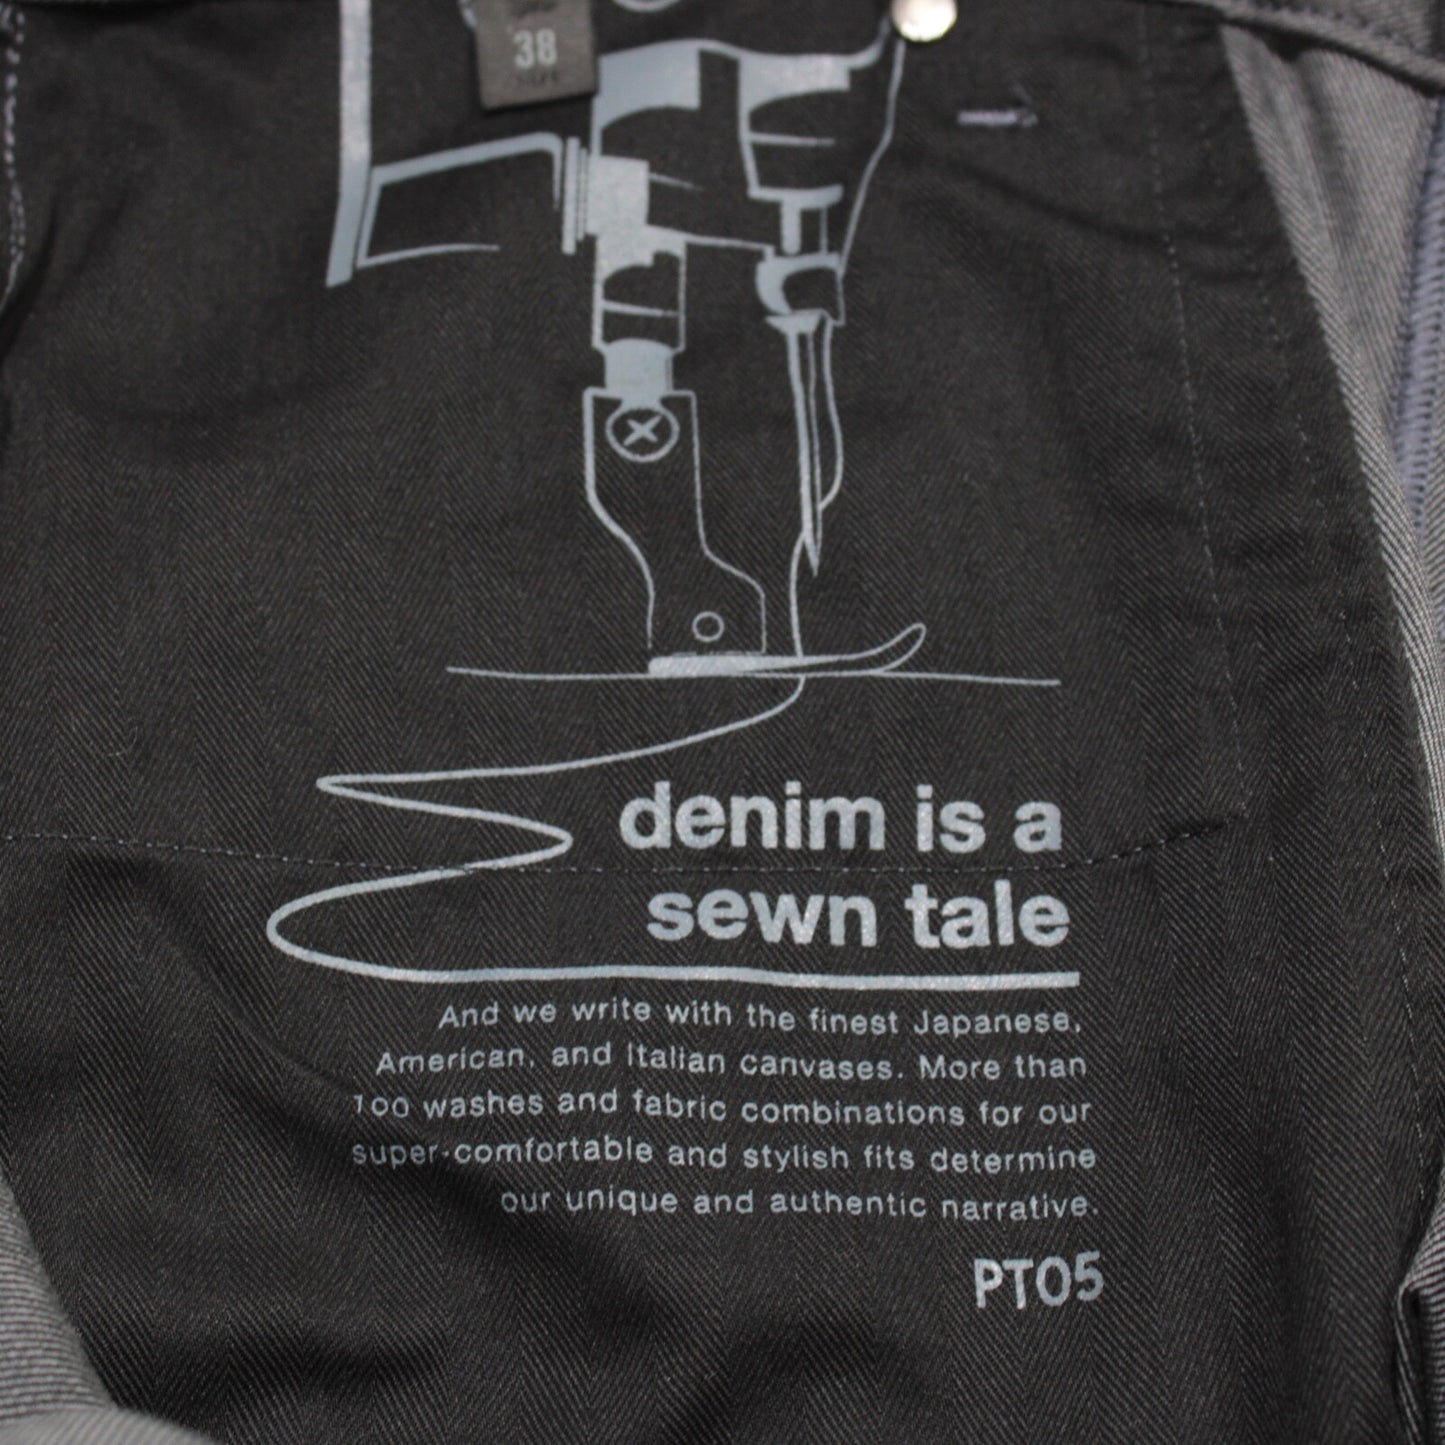 38
denim is a
sewn tale
And we write with the finest Japanese,
American, and Italian canvases. More than
100 washes and fabric combinations for our
super-comfortable and stylish fits determine
our unique and authentic narrative.
PT05